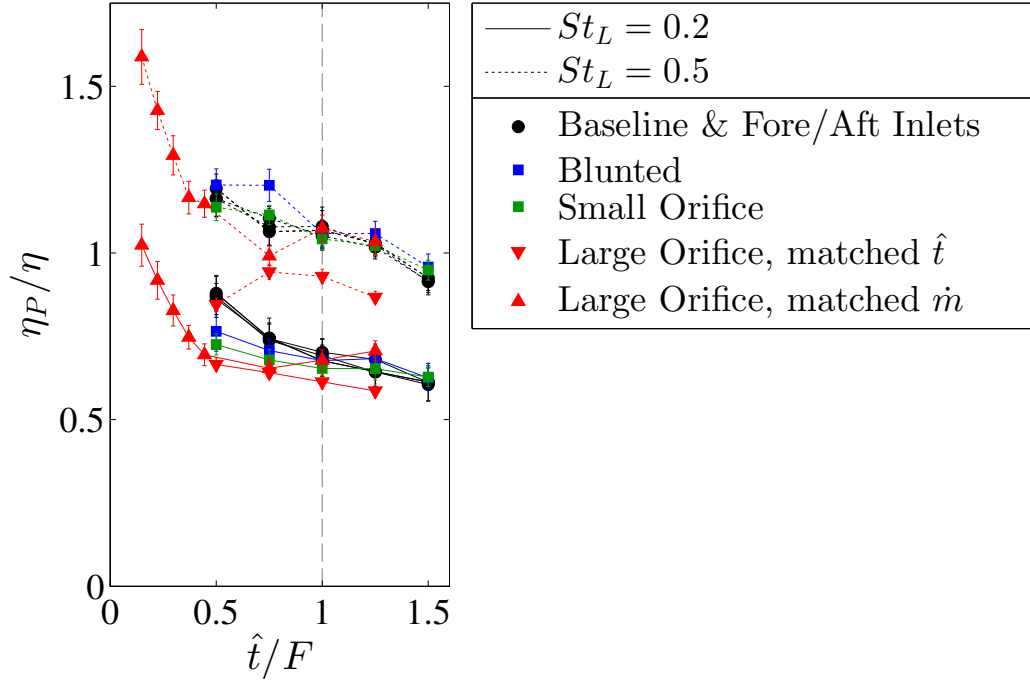 1.5
1
0.5
0
η_P/η
0 0.5 1 1.5
t̂/F
St_L = 0.2
St_L = 0.5
Baseline & Fore/Aft Inlets
Blunted
Small Orifice
Large Orifice, matched t̂
Large Orifice, matched ṁ